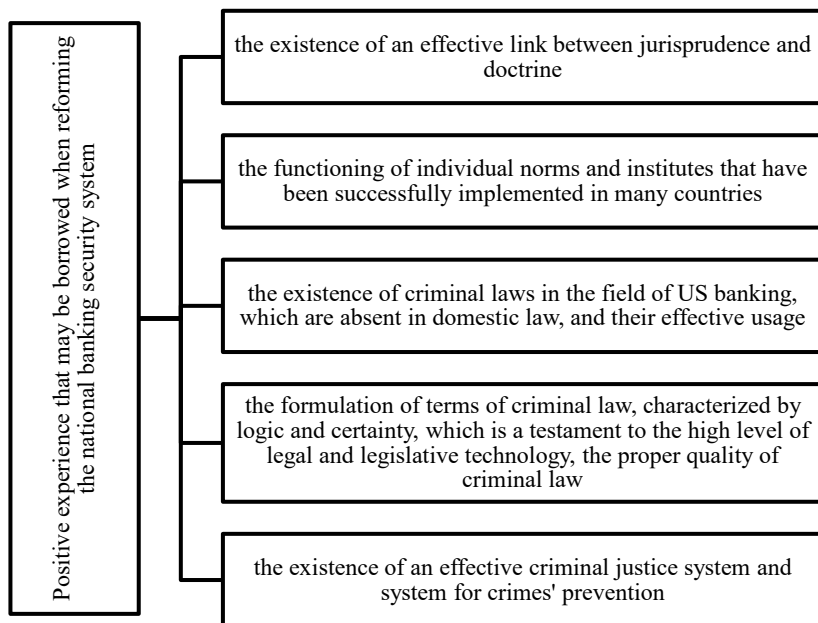 Positive experience that may be borrowed when reforming
the national banking security system
the existence of an effective link between jurisprudence and
doctrine
the functioning of individual norms and institutes that have
been successfully implemented in many countries
the existence of criminal laws in the field of US banking,
which are absent in domestic law, and their effective usage
the formulation of terms of criminal law, characterized by
logic and certainty, which is a testament to the high level of
legal and legislative technology, the proper quality of
criminal law
the existence of an effective criminal justice system and
system for crimes' prevention